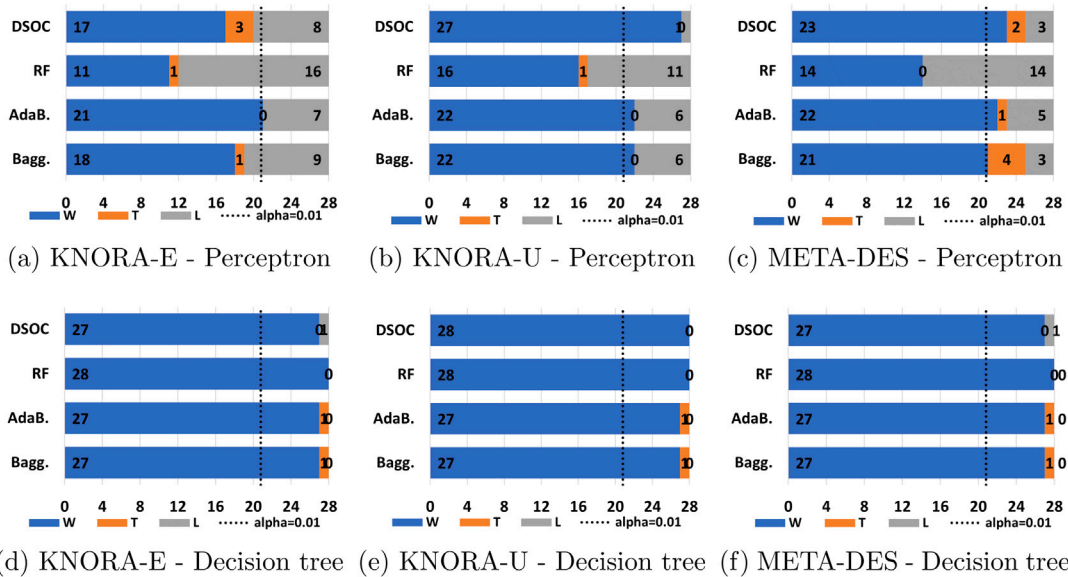 DSOC 17 3 8
RF 11 1 16
AdaB. 21 0 7
Bagg. 18 1 9
0 4 8 12 16 20 24 28
W T L alpha=0.01
(a) KNORA-E - Perceptron
DSOC 27 1 0
RF 16 1 11
AdaB. 22 0 6
Bagg. 22 0 6
0 4 8 12 16 20 24 28
W T L alpha=0.01
(b) KNORA-U - Perceptron
DSOC 23 2 3
RF 14 0 14
AdaB. 22 1 5
Bagg. 21 4 3
0 4 8 12 16 20 24 28
W T L alpha=0.01
(c) META-DES - Perceptron
DSOC 27 0 1
RF 28 0
AdaB. 27 1 0
Bagg. 27 1 0
0 4 8 12 16 20 24 28
W T L alpha=0.01
(d) KNORA-E - Decision tree
DSOC 28 0
RF 28 0
AdaB. 27 1 0
Bagg. 27 1 0
0 4 8 12 16 20 24 28
W T L alpha=0.01
(e) KNORA-U - Decision tree
DSOC 27 0 1
RF 28 0 0
AdaB. 27 1 0
Bagg. 27 1 0
0 4 8 12 16 20 24 28
W T L alpha=0.01
(f) META-DES - Decision tree